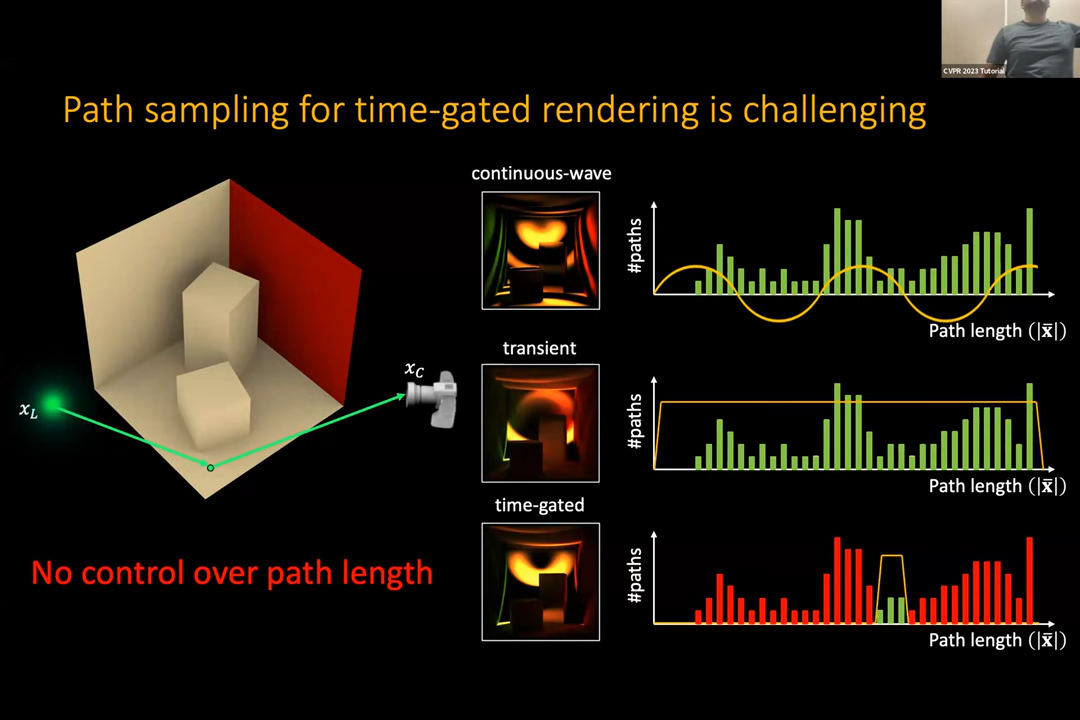 CVPR 2023 Tutorial
Path sampling for time-gated rendering is challenging
continuous-wave
#paths
Path length (|x̄|)
transient
#paths
Path length (|x̄|)
time-gated
#paths
Path length (|x̄|)
x_L
x_C
No control over path length